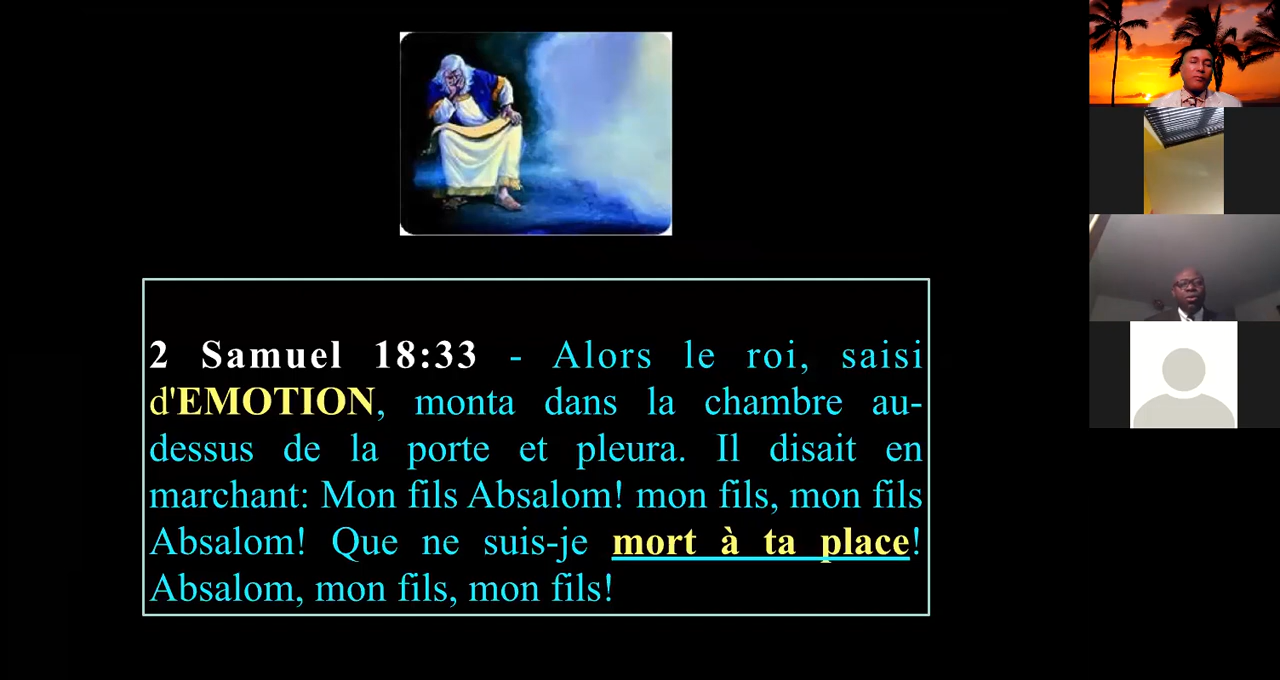 2 Samuel 18:33 - Alors le roi, saisi
d'EMOTION, monta dans la chambre au-
dessus de la porte et pleura. Il disait en
marchant: Mon fils Absalom! mon fils, mon fils
Absalom! Que ne suis-je mort à ta place!
Absalom, mon fils, mon fils!